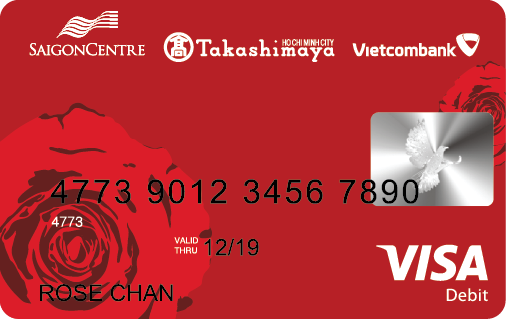 SAIGONCENTRE
Takashimaya HO CHI MINH CITY
Vietcombank
4773 9012 3456 7890
4773
VALID THRU 12/19
ROSE CHAN
VISA
Debit